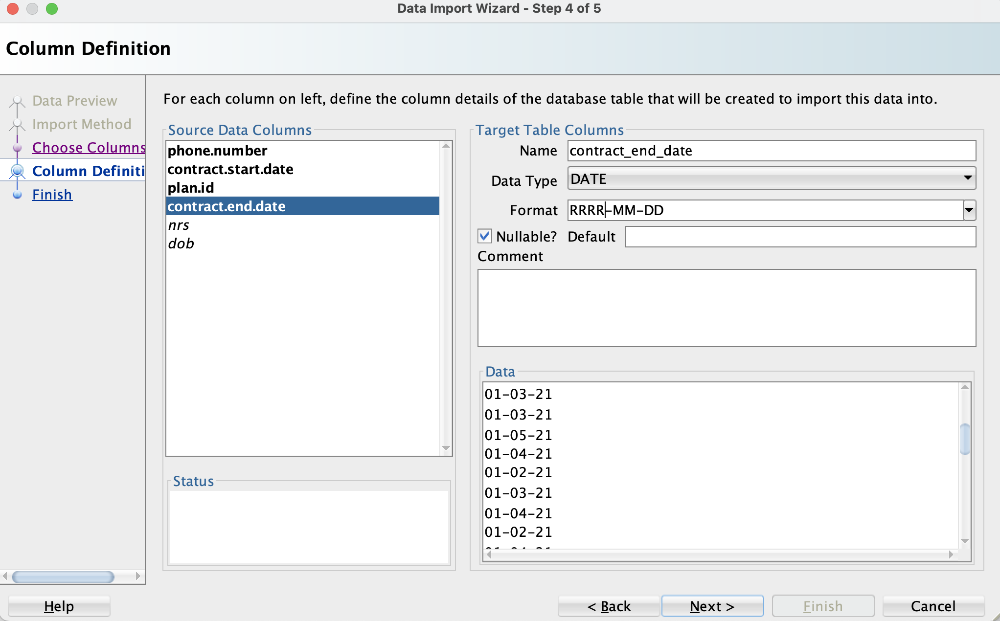 Data Import Wizard - Step 4 of 5
Column Definition
Data Preview
Import Method
Choose Columns
Column Definiti
Finish
For each column on left, define the column details of the database table that will be created to import this data into.
Source Data Columns
phone.number
contract.start.date
plan.id
contract.end.date
nrs
dob
Status
Target Table Columns
Name contract_end_date
Data Type DATE
Format RRRR-MM-DD
Nullable? Default
Comment
Data
01-03-21
01-03-21
01-05-21
01-04-21
01-02-21
01-03-21
01-04-21
01-02-21
Help < Back Next > Finish Cancel